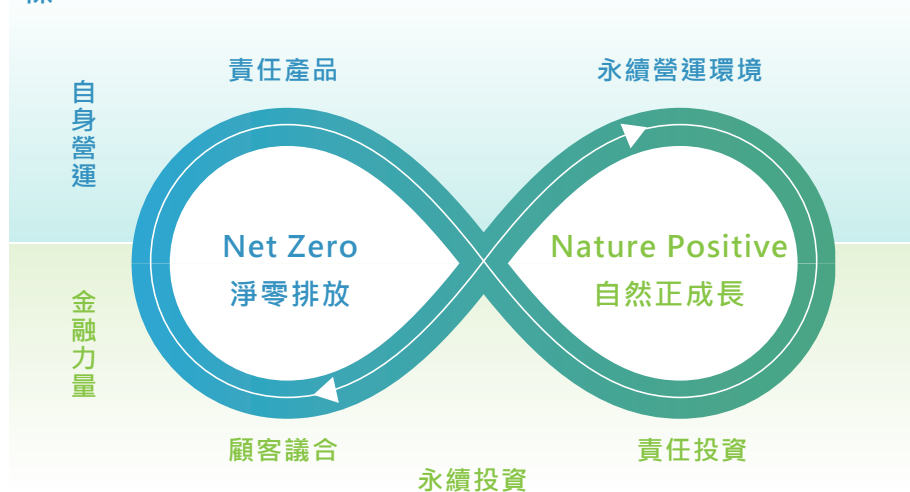 責任產品
永續營運環境
自身營運
Net Zero
淨零排放
Nature Positive
自然正成長
金融力量
顧客議合
責任投資
永續投資